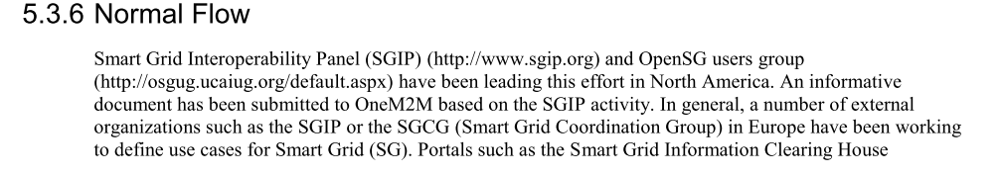 5.3.6 Normal Flow
Smart Grid Interoperability Panel (SGIP) (http://www.sgip.org) and OpenSG users group
(http://osgug.ucaiug.org/default.aspx) have been leading this effort in North America. An informative
document has been submitted to OneM2M based on the SGIP activity. In general, a number of external
organizations such as the SGIP or the SGCG (Smart Grid Coordination Group) in Europe have been working
to define use cases for Smart Grid (SG). Portals such as the Smart Grid Information Clearing House